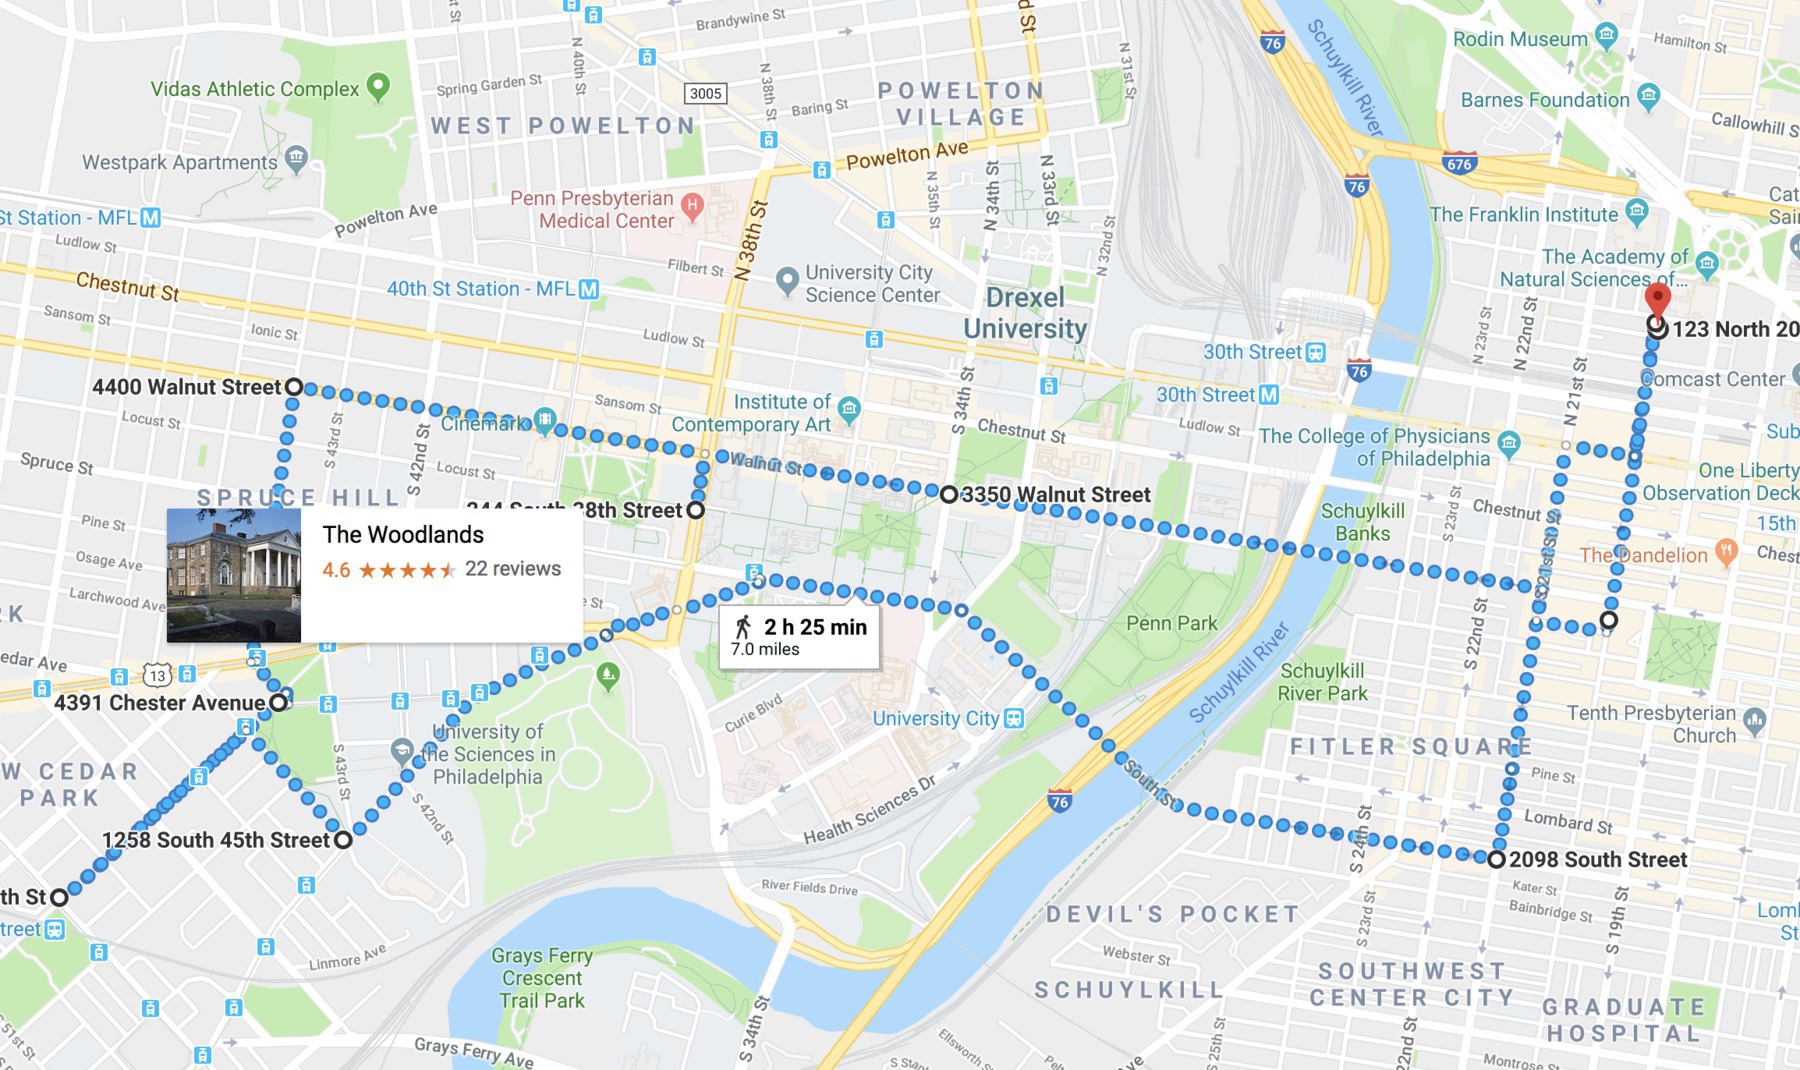 Brandywine St
N 40th St
Spring Garden St
N 38th St
Baring St
3005
N 31st St
76
Schuylkill River
Rodin Museum
Hamilton St
Barnes Foundation
Callowhill S
Vidas Athletic Complex
WEST POWELTON
POWELTON
VILLAGE
Powelton Ave
676
76
Westpark Apartments
Penn Presbyterian
Medical Center
H
N 35th St
N 34th St
N 33rd St
N 32nd St
The Franklin Institute
Cat
Sai
St Station - MFL
M
Powelton Ave
Ludlow St
N 38th St
Filbert St
University City
Science Center
The Academy of
Natural Sciences of...
Chestnut St
40th St Station - MFL
M
Drexel
University
Sansom St
Ionic St
Ludlow St
123 North 20
N 23rd St
N 22nd St
30th Street
76
Comcast Center
4400 Walnut Street
30th Street
M
N 21st St
Locust St
S 43rd St
S 42nd St
Cinemark
Sansom St
Institute of
Contemporary Art
S 34th St
Chestnut St
Ludlow St
The College of Physicians
of Philadelphia
Sub
Spruce St
Locust St
Walnut St
One Liberty
Observation Deck
SPRUCE HILL
244 South 38th Street
3350 Walnut Street
Schuylkill
Banks
S 23rd St
Chestnut St
S 21st St
15th
Pine St
The Woodlands
4.6
22 reviews
Osage Ave
Larchwood Ave
The Dandelion
Chest
RK
e St
2 h 25 min
7.0 miles
Penn Park
S 22nd St
edar Ave
13
Schuylkill River
Schuylkill
River Park
4391 Chester Avenue
Curie Blvd
University City
Tenth Presbyterian
Church
University of
the Sciences in
Philadelphia
FITLER SQUARE
W CEDAR
PARK
S 43rd St
S 42nd St
South St
Pine St
76
Health Sciences Dr
S 24th St
Lombard St
1258 South 45th Street
2098 South Street
th St
River Fields Drive
Kater St
Bainbridge St
treet
DEVIL'S POCKET
S 23rd St
S 19th St
Lomb
St
Linmore Ave
Grays Ferry
Crescent
Trail Park
Webster St
SCHUYLKILL
SOUTHWEST
CENTER CITY
GRADUATE
HOSPITAL
S 51st St
S 34th St
Grays Ferry Ave
Ellsworth St
S 25th St
22nd St
Montrose St